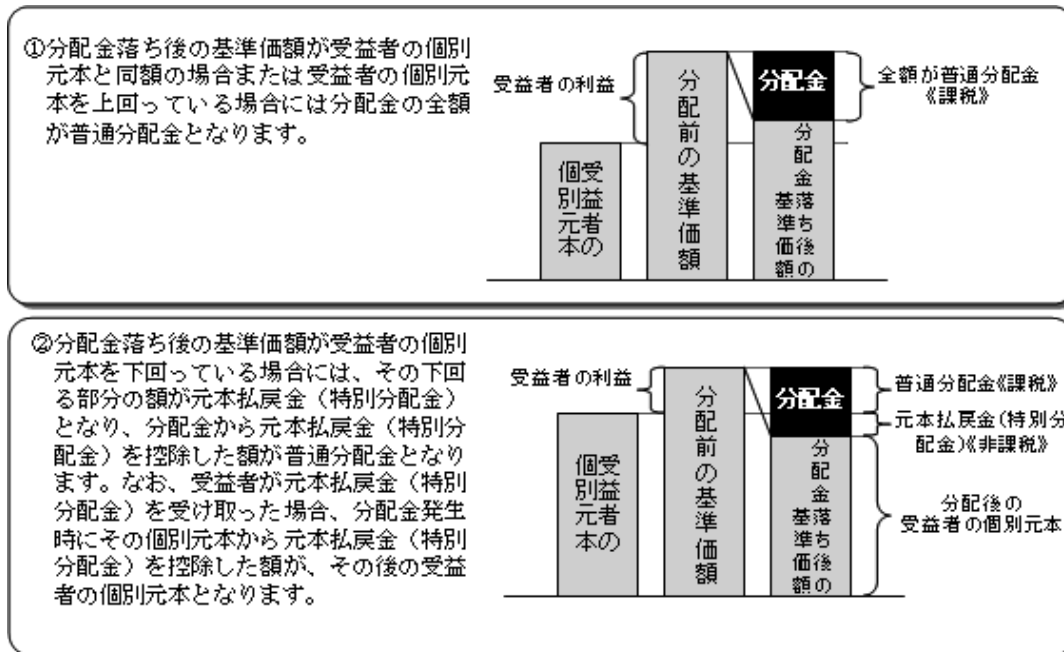 ①分配金落ち後の基準価額が受益者の個別
元本と同額の場合または受益者の個別元
本を上回っている場合には分配金の全額
が普通分配金となります。
受益者の利益
受益者の
個別元本
分配前の基準価額
分配金
分配金落ち後の
基準価額
全額が普通分配金
《課税》
②分配金落ち後の基準価額が受益者の個別
元本を下回っている場合には、その下回
る部分の額が元本払戻金（特別分配金）
となり、分配金から元本払戻金（特別分
配金）を控除した額が普通分配金となり
ます。なお、受益者が元本払戻金（特別
分配金）を受け取った場合、分配金発生
時にその個別元本から元本払戻金（特別
分配金）を控除した額が、その後の受益
者の個別元本となります。
受益者の利益
受益者の
個別元本
分配前の基準価額
分配金
分配金落ち後の
基準価額
普通分配金《課税》
元本払戻金(特別分
配金)《非課税》
分配後の
受益者の個別元本